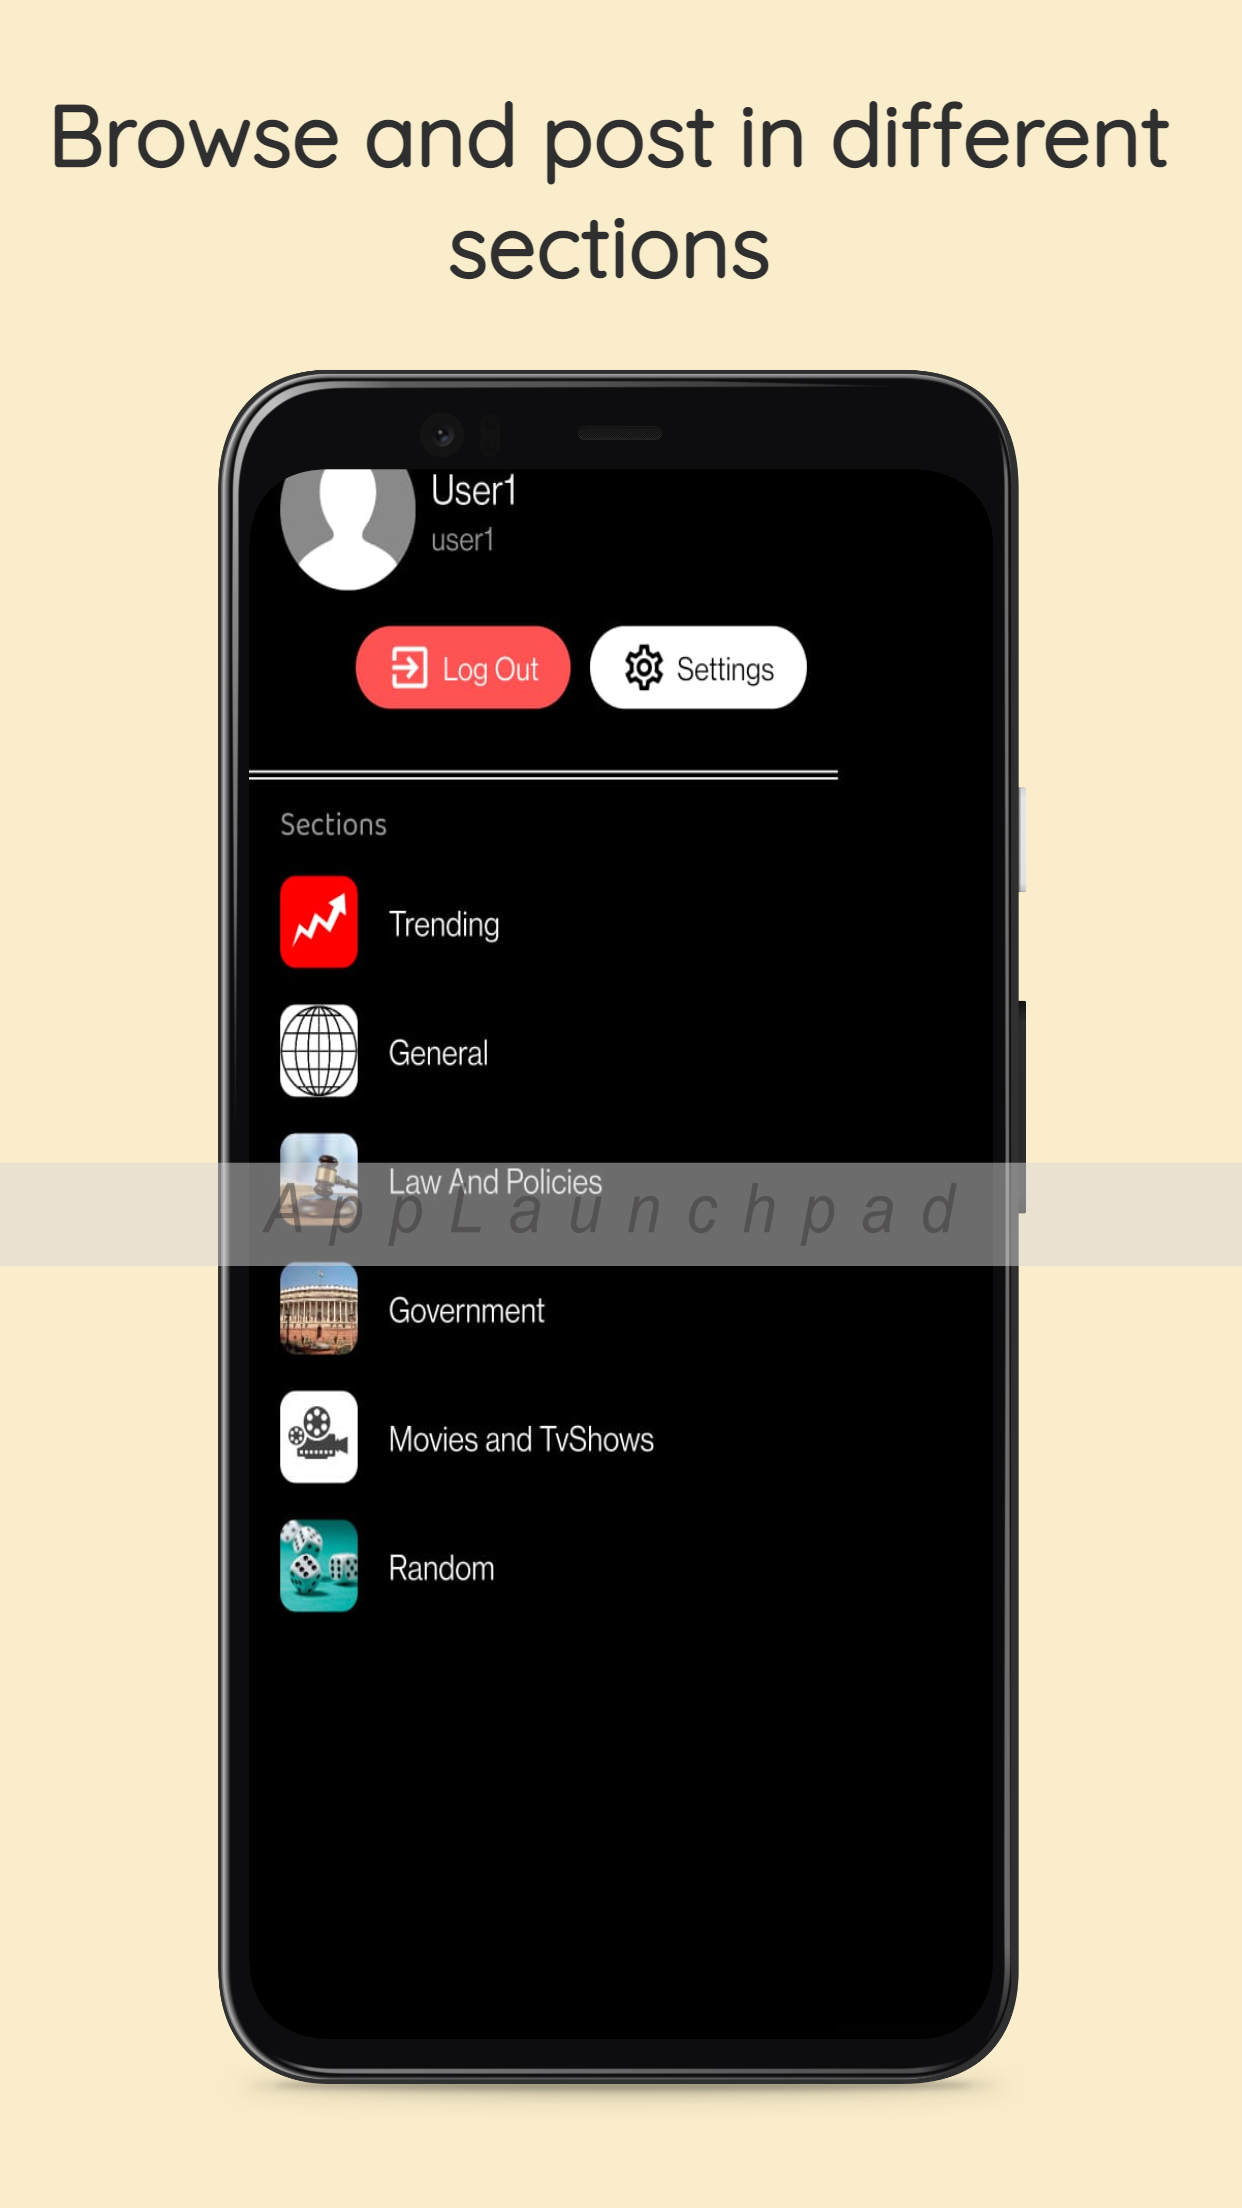 Browse and post in different
sections
User1
user1
Log Out
Settings
Sections
Trending
General
Law And Policies
AppLaunchpad
Government
Movies and TvShows
Random